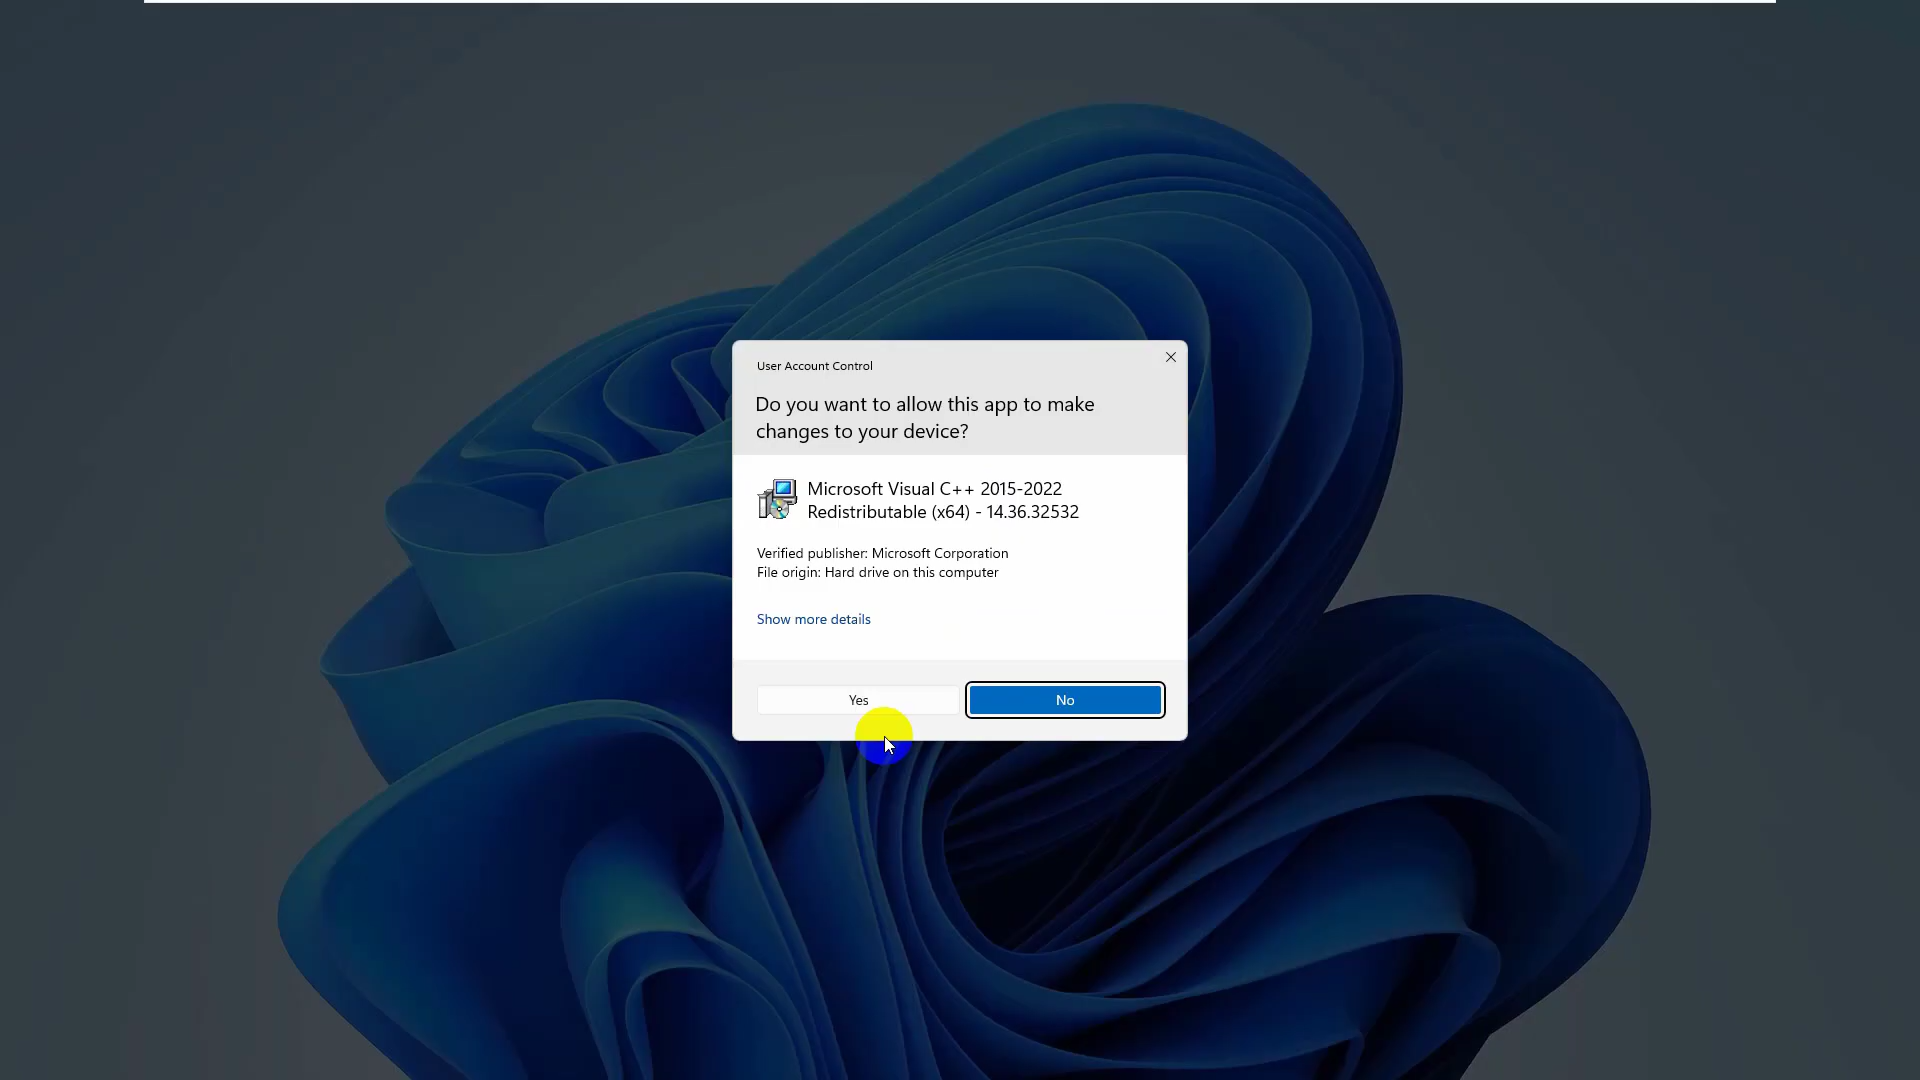 User Account Control
Do you want to allow this app to make
changes to your device?
Microsoft Visual C++ 2015-2022
Redistributable (x64) - 14.36.32532
Verified publisher: Microsoft Corporation
File origin: Hard drive on this computer
Show more details
Yes
No